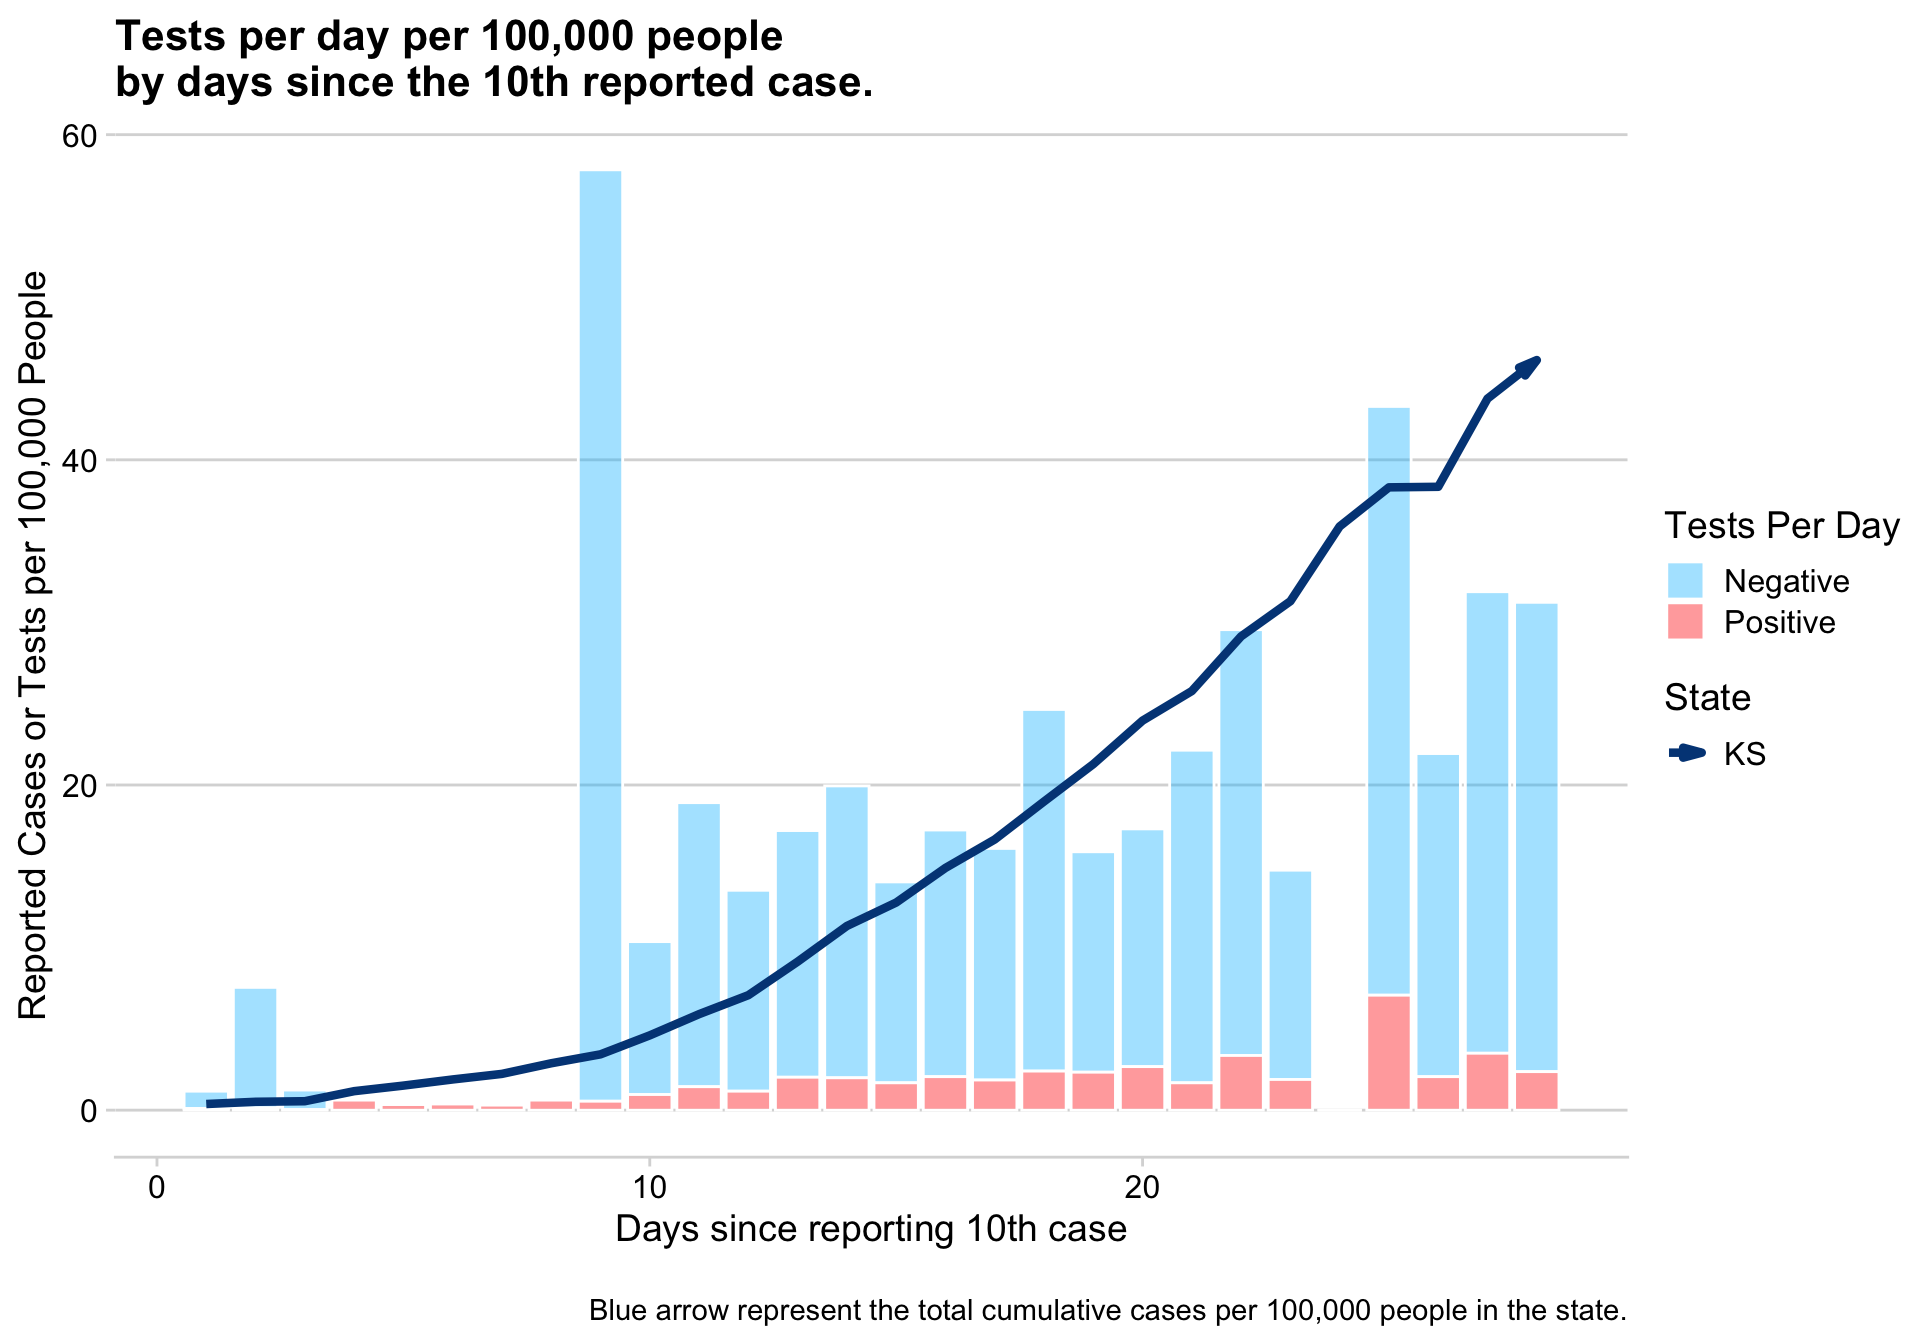 Tests per day per 100,000 people
by days since the 10th reported case.
Reported Cases or Tests per 100,000 People
60
40
20
0
0
10
20
Days since reporting 10th case
Tests Per Day
Negative
Positive
State
KS
Blue arrow represent the total cumulative cases per 100,000 people in the state.